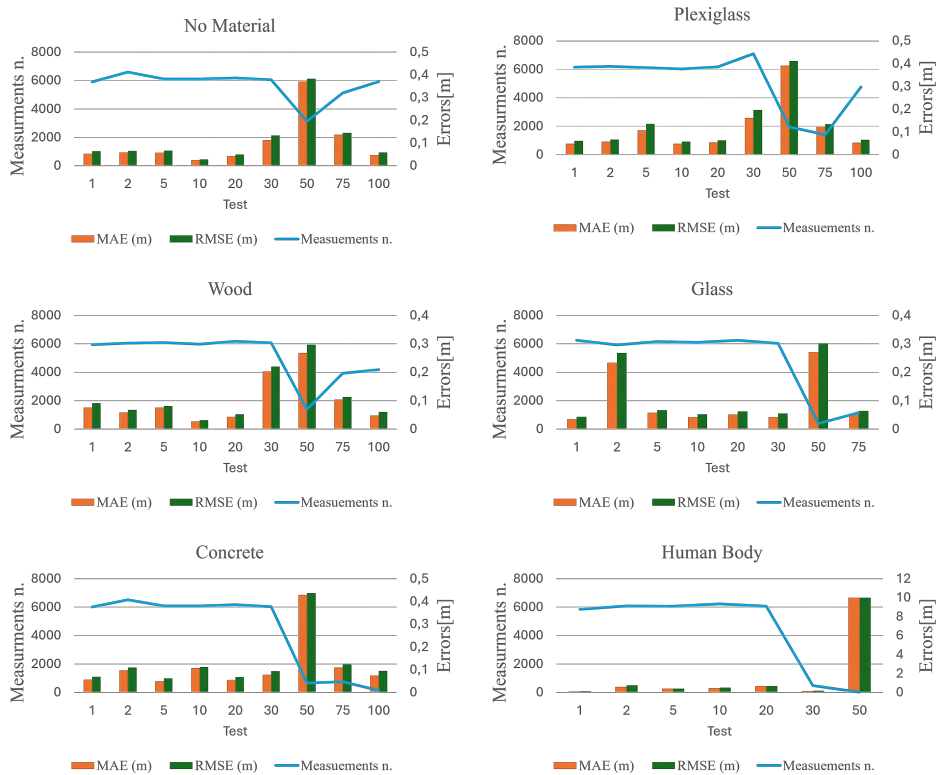 No Material
Measurments n.
8000
6000
4000
2000
0
0,5
0,4
0,3
0,2
0,1
0
Errors[m]
1 2 5 10 20 30 50 75 100
Test
MAE (m) RMSE (m) Measuements n.
Plexiglass
Measurments n.
8000
6000
4000
2000
0
0,5
0,4
0,3
0,2
0,1
0
Errors[m]
1 2 5 10 20 30 50 75 100
Test
MAE (m) RMSE (m) Measuements n.
Wood
Measurments n.
8000
6000
4000
2000
0
0,4
0,3
0,2
0,1
0
Errors[m]
1 2 5 10 20 30 50 75 100
Test
MAE (m) RMSE (m) Measuements n.
Glass
Measurments n.
8000
6000
4000
2000
0
0,4
0,3
0,2
0,1
0
Errors[m]
1 2 5 10 20 30 50 75
Test
MAE (m) RMSE (m) Measuements n.
Concrete
Measurments n.
8000
6000
4000
2000
0
0,5
0,4
0,3
0,2
0,1
0
Errors[m]
1 2 5 10 20 30 50 75 100
Test
MAE (m) RMSE (m) Measuements n.
Human Body
Measurments n.
8000
6000
4000
2000
0
12
10
8
6
4
2
0
Errors[m]
1 2 5 10 20 30 50
Test
MAE (m) RMSE (m) Measuements n.